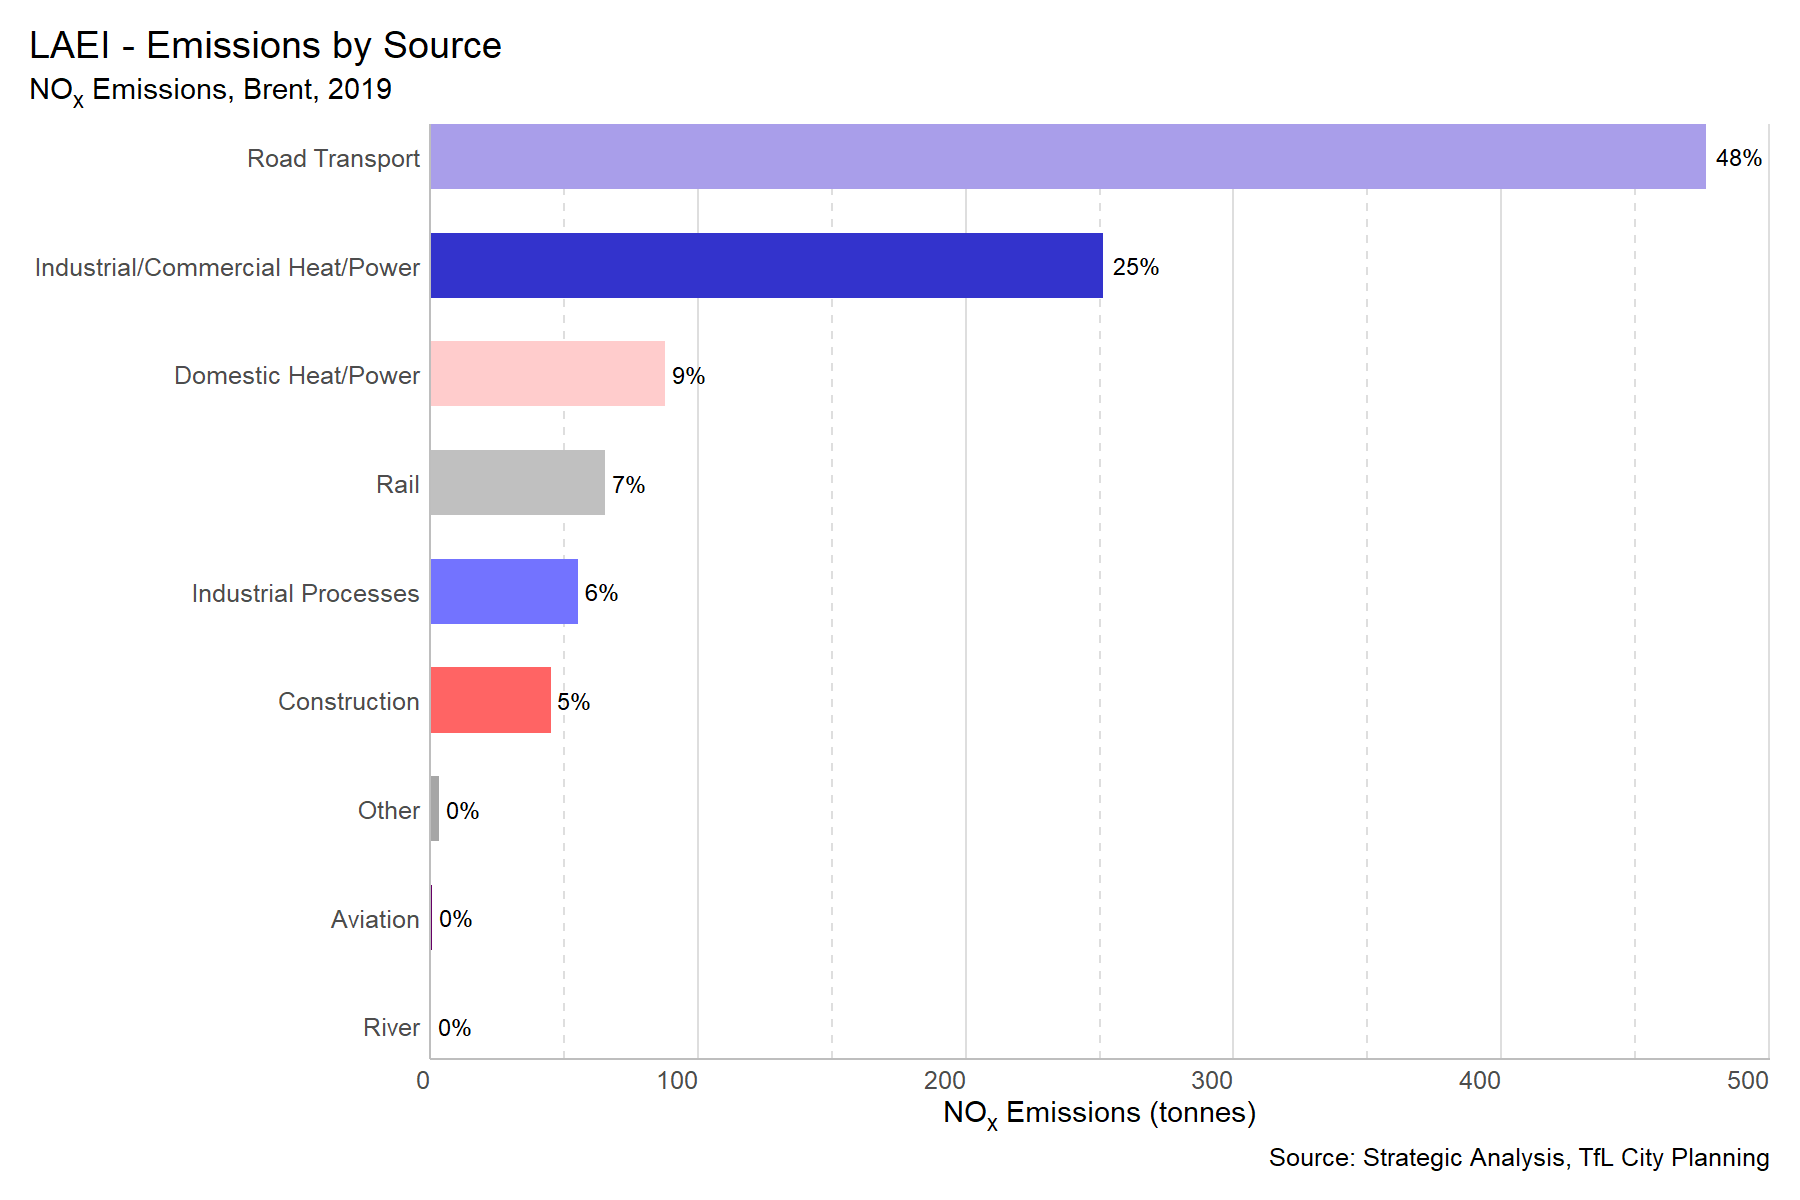 LAEI - Emissions by Source
NOx Emissions, Brent, 2019
Road Transport 48%
Industrial/Commercial Heat/Power 25%
Domestic Heat/Power 9%
Rail 7%
Industrial Processes 6%
Construction 5%
Other 0%
Aviation 0%
River 0%
0 100 200 300 400 500
NOx Emissions (tonnes)
Source: Strategic Analysis, TfL City Planning